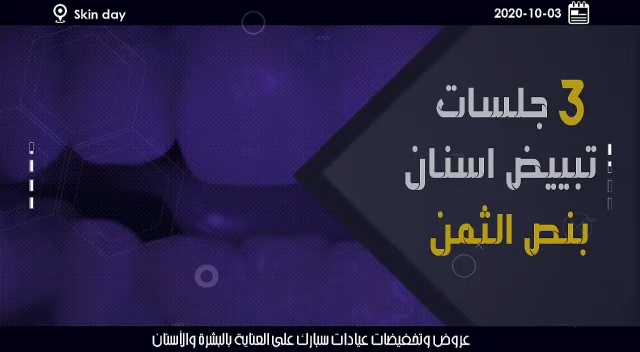 Skin day
2020-10-03
3 جلسات
تبييض اسنان
بنص الثمن
عروض وتخفيضات عيادات سبارك على العناية بالبشرة والأسنان